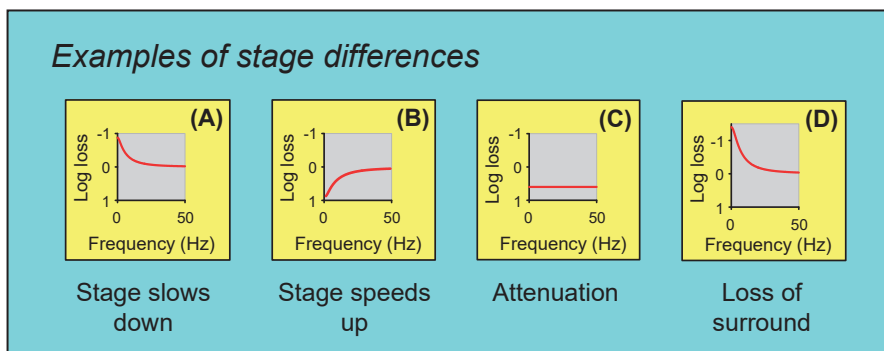 Examples of stage differences
(A)
-1
0
1
Log loss
0 50
Frequency (Hz)
Stage slows
down
(B)
-1
0
1
Log loss
0 50
Frequency (Hz)
Stage speeds
up
(C)
-1
0
1
Log loss
0 50
Frequency (Hz)
Attenuation
(D)
-1
0
1
Log loss
0 50
Frequency (Hz)
Loss of
surround